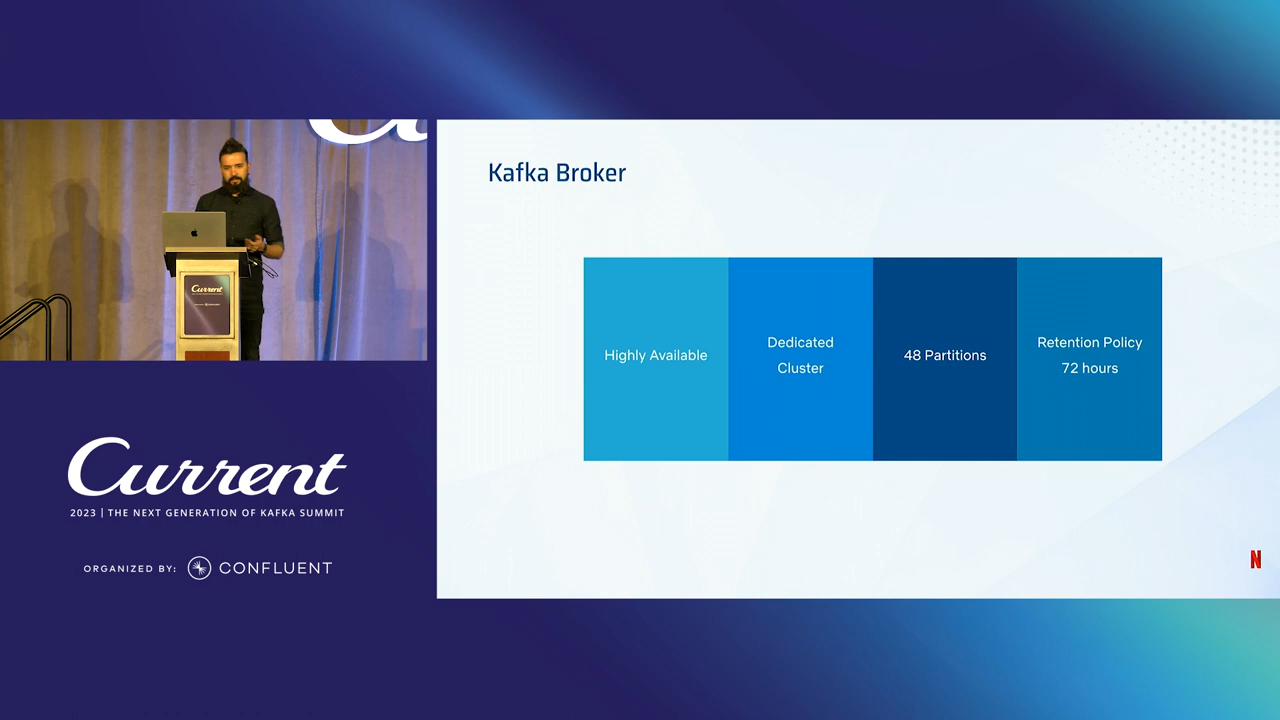 Kafka Broker
Highly Available
Dedicated
Cluster
48 Partitions
Retention Policy
72 hours
N
Current
Current
2023 | THE NEXT GENERATION OF KAFKA SUMMIT
ORGANIZED BY: CONFLUENT